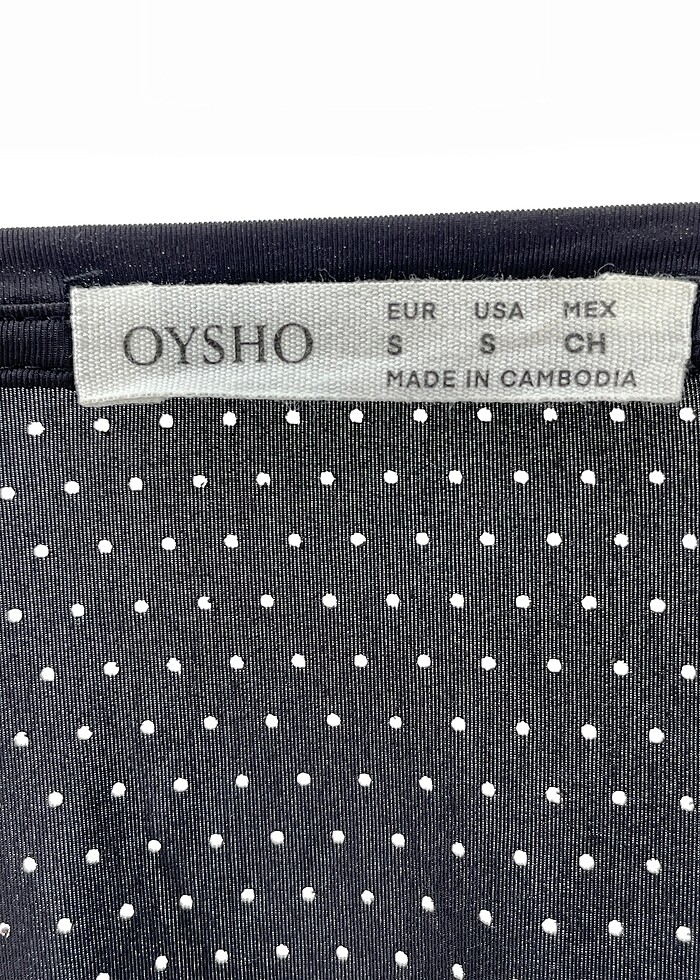 OYSHO
EUR USA MEX
S S CH
MADE IN CAMBODIA